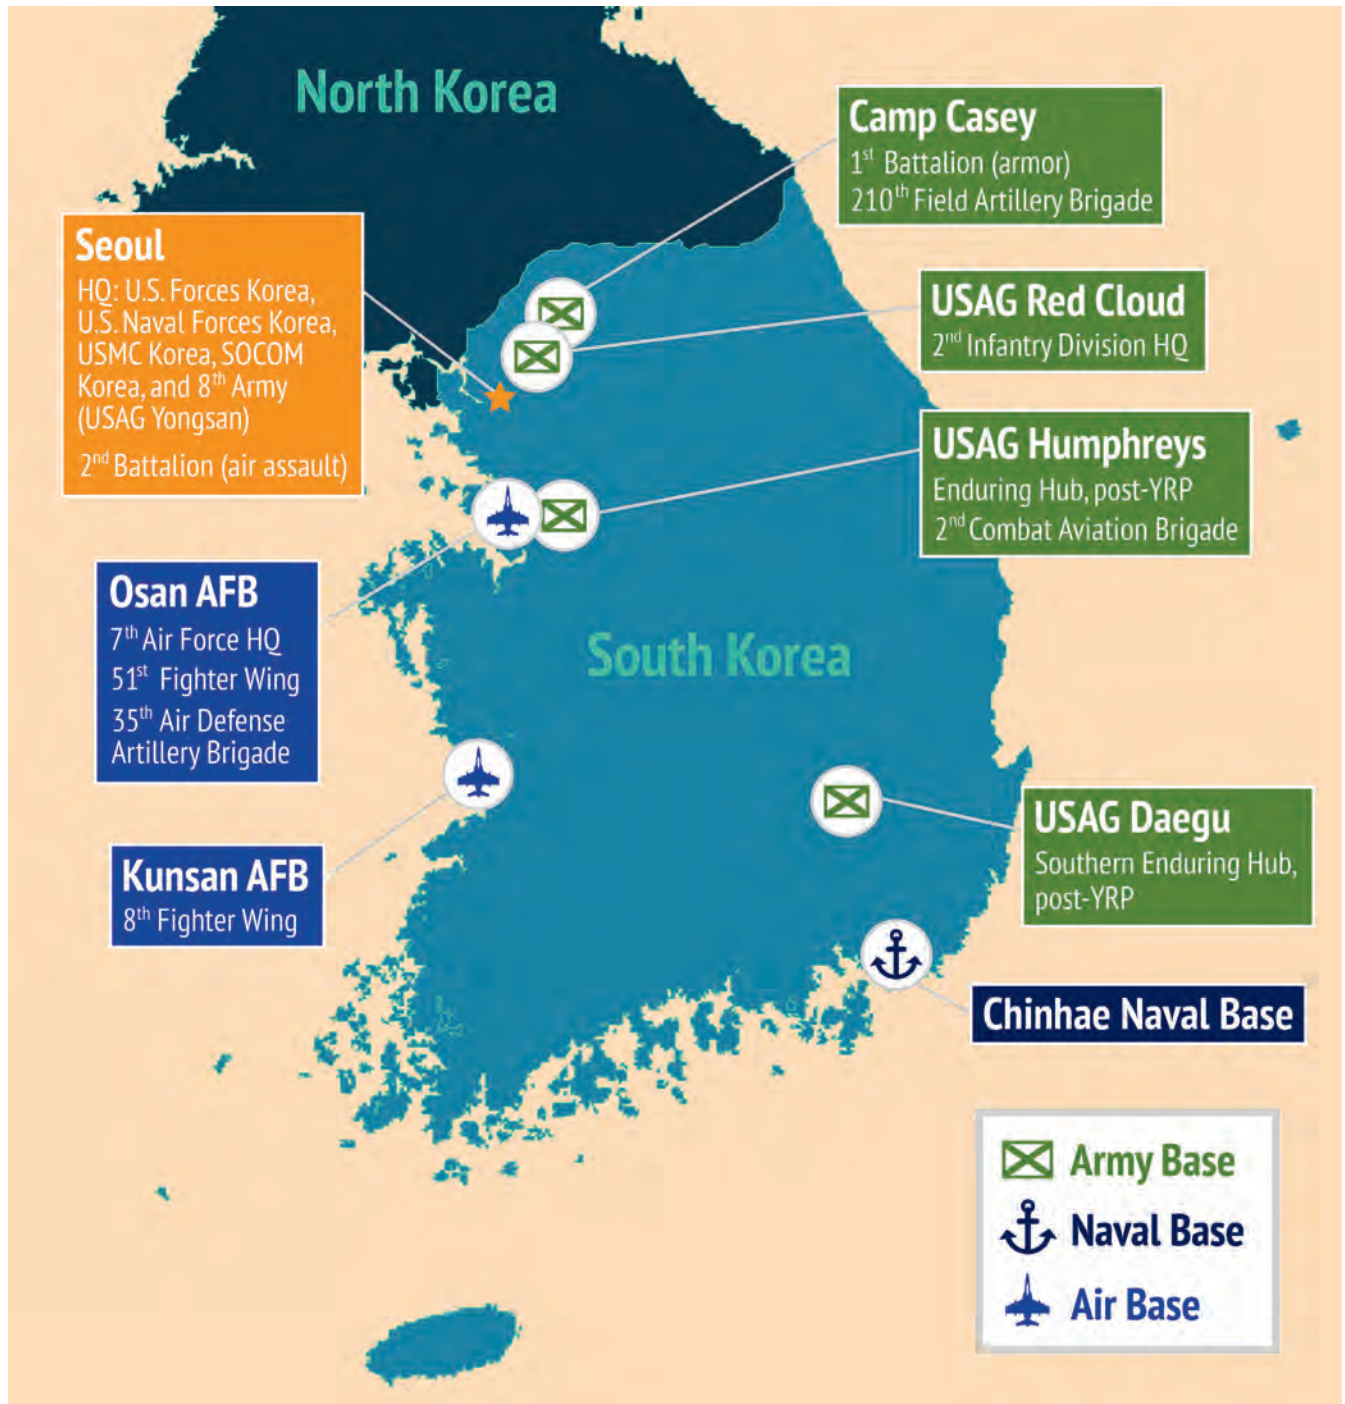 North Korea
Camp Casey
1st Battalion (armor)
210th Field Artillery Brigade
Seoul
HQ: U.S. Forces Korea,
U.S. Naval Forces Korea,
USMC Korea, SOCOM
Korea, and 8th Army
(USAG Yongsan)
2nd Battalion (air assault)
USAG Red Cloud
2nd Infantry Division HQ
USAG Humphreys
Enduring Hub, post-YRP
2nd Combat Aviation Brigade
Osan AFB
7th Air Force HQ
51st Fighter Wing
35th Air Defense
Artillery Brigade
South Korea
Kunsan AFB
8th Fighter Wing
USAG Daegu
Southern Enduring Hub,
post-YRP
Chinhae Naval Base
Army Base
Naval Base
Air Base